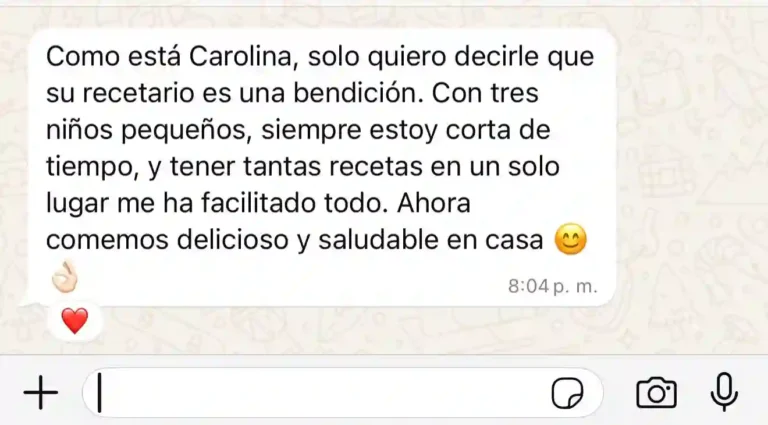 Como está Carolina, solo quiero decirle que
su recetario es una bendición. Con tres
niños pequeños, siempre estoy corta de
tiempo, y tener tantas recetas en un solo
lugar me ha facilitado todo. Ahora
comemos delicioso y saludable en casa 😊
👌🏻
8:04 p. m.
❤️